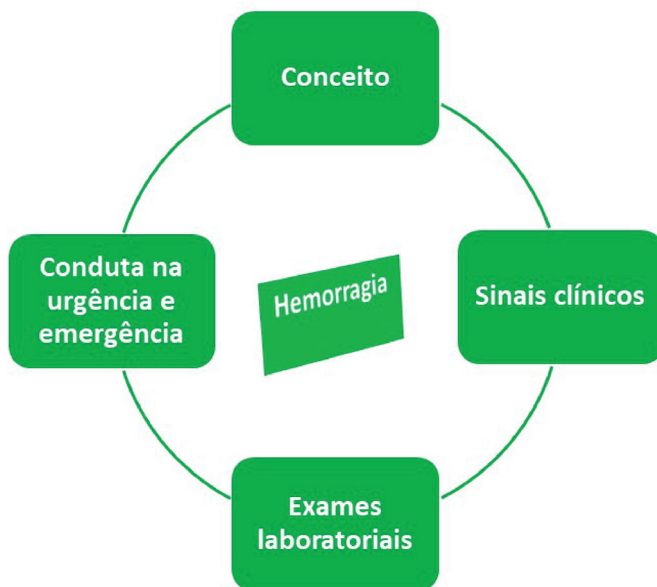 Conceito
Conduta na
urgência e
emergência
Hemorragia
Sinais clínicos
Exames
laboratoriais